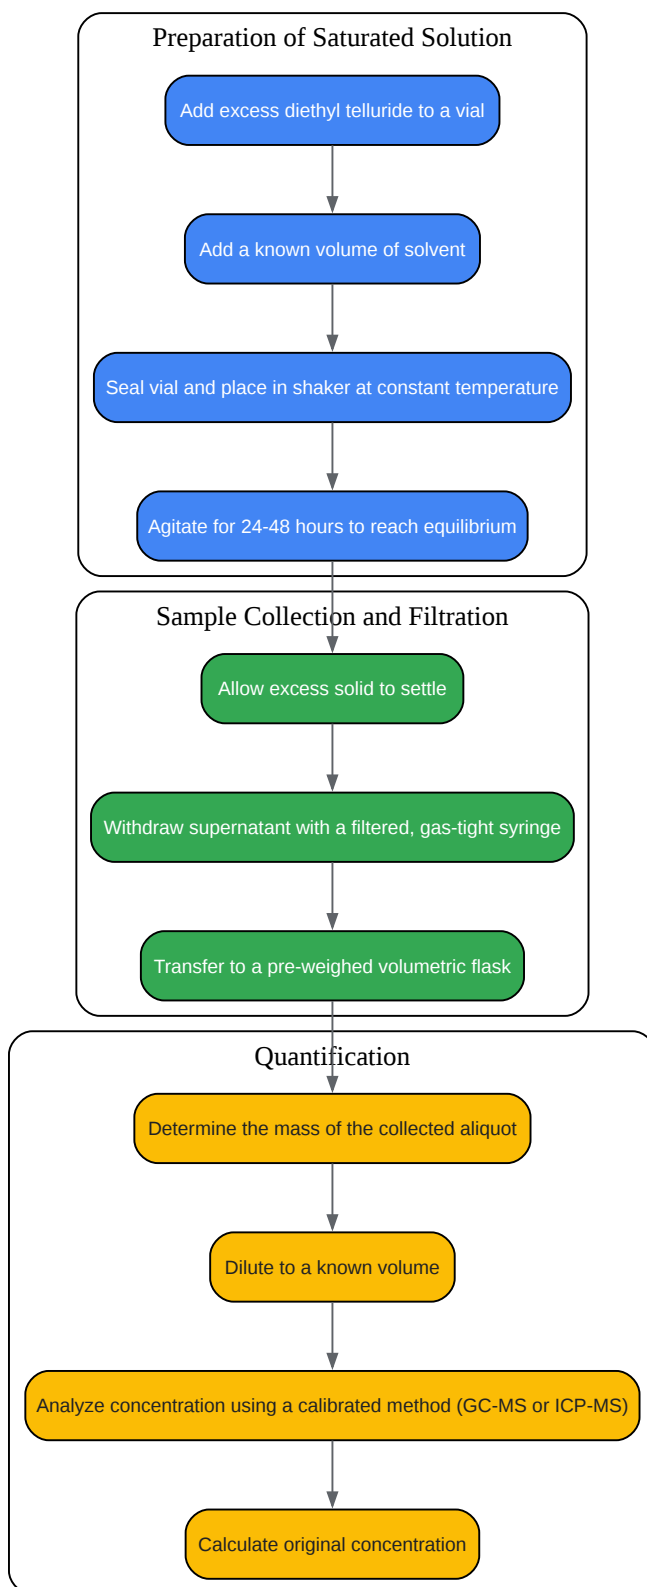 Preparation of Saturated Solution
Add excess diethyl telluride to a vial
Add a known volume of solvent
Seal vial and place in shaker at constant temperature
Agitate for 24-48 hours to reach equilibrium
Sample Collection and Filtration
Allow excess solid to settle
Withdraw supernatant with a filtered, gas-tight syringe
Transfer to a pre-weighed volumetric flask
Quantification
Determine the mass of the collected aliquot
Dilute to a known volume
Analyze concentration using a calibrated method (GC-MS or ICP-MS)
Calculate original concentration